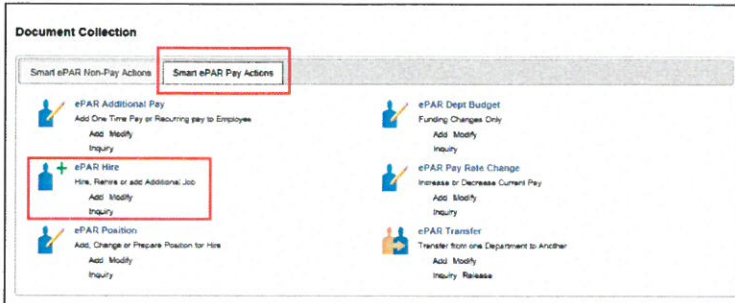 Document Collection
Smart ePAR Non-Pay Actions
Smart ePAR Pay Actions
ePAR Additional Pay
Add One Time Pay or Recurring pay to Employee
Add Modify
Inquiry
ePAR Hire
Hire, Rehire or add Additional Job
Add Modify
Inquiry
ePAR Position
Add, Change or Prepare Position for Hire
Add Modify
Inquiry
ePAR Dept Budget
Funding Changes Only
Add Modify
Inquiry
ePAR Pay Rate Change
Increase or Decrease Current Pay
Add Modify
Inquiry
ePAR Transfer
Transfer from one Department to Another
Add Modify
Inquiry Release